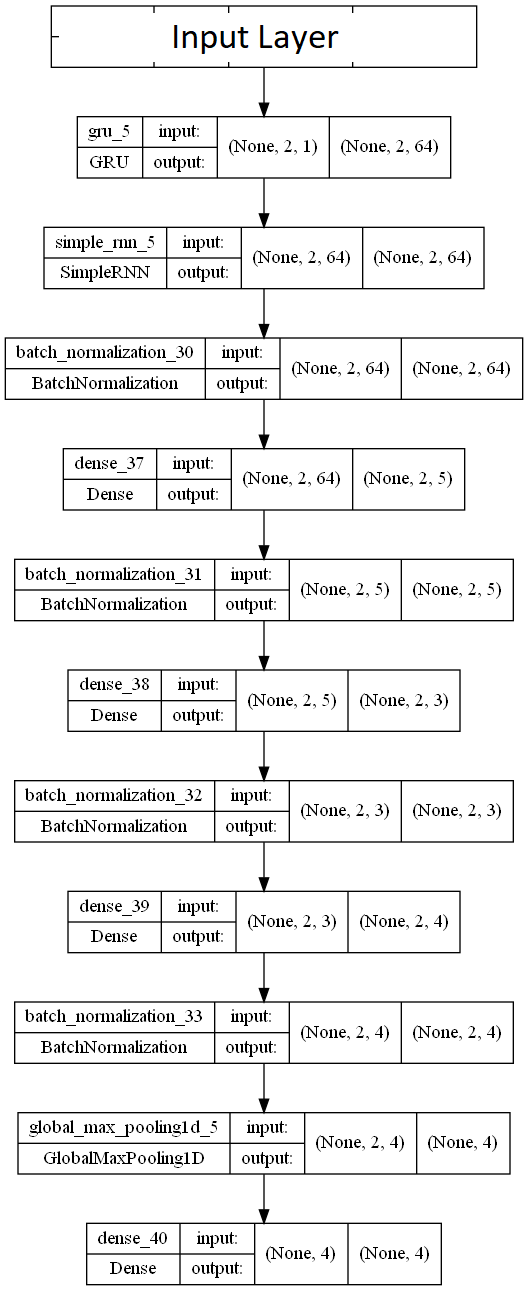 Input Layer
gru_5 input: (None, 2, 1) (None, 2, 64)
GRU output:
simple_rnn_5 input: (None, 2, 64) (None, 2, 64)
SimpleRNN output:
batch_normalization_30 input: (None, 2, 64) (None, 2, 64)
BatchNormalization output:
dense_37 input: (None, 2, 64) (None, 2, 5)
Dense output:
batch_normalization_31 input: (None, 2, 5) (None, 2, 5)
BatchNormalization output:
dense_38 input: (None, 2, 5) (None, 2, 3)
Dense output:
batch_normalization_32 input: (None, 2, 3) (None, 2, 3)
BatchNormalization output:
dense_39 input: (None, 2, 3) (None, 2, 4)
Dense output:
batch_normalization_33 input: (None, 2, 4) (None, 2, 4)
BatchNormalization output:
global_max_pooling1d_5 input: (None, 2, 4) (None, 4)
GlobalMaxPooling1D output:
dense_40 input: (None, 4) (None, 4)
Dense output: